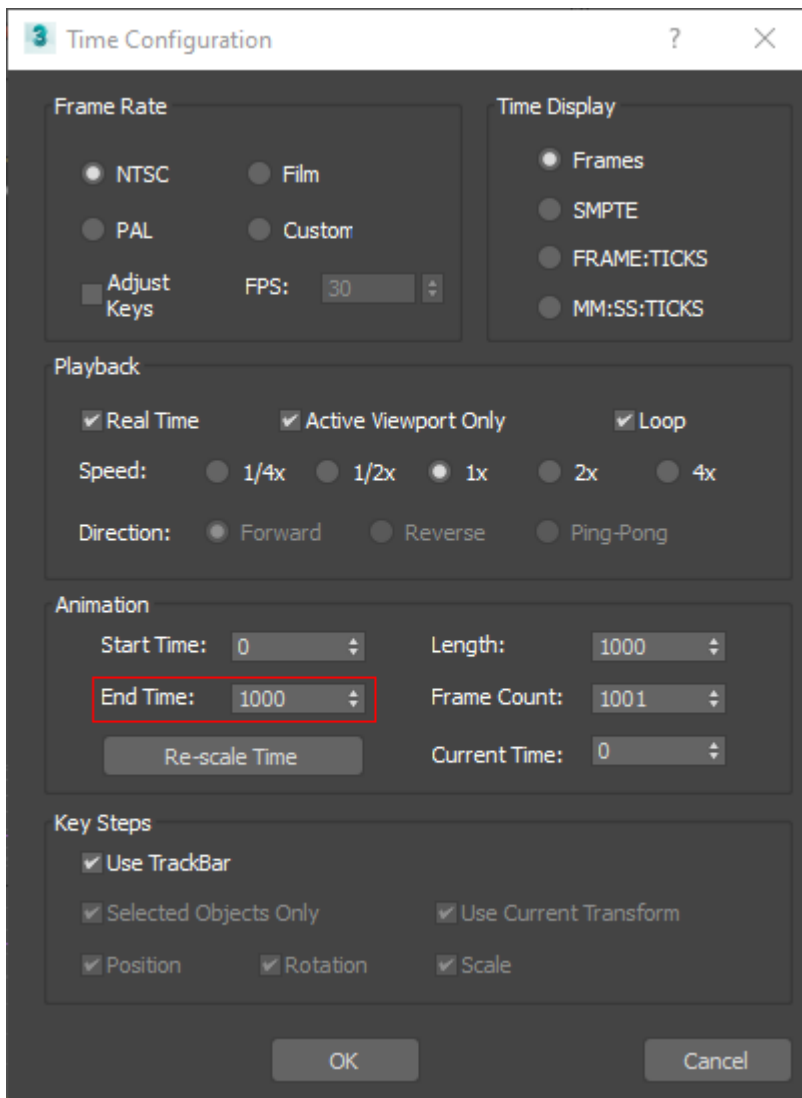 3 Time Configuration ?
Frame Rate
Time Display
NTSC Film
PAL Custom
Adjust Keys
FPS: 30
Frames
SMPTE
FRAME:TICKS
MM:SS:TICKS
Playback
Real Time Active Viewport Only Loop
Speed: 1/4x 1/2x 1x 2x 4x
Direction: Forward Reverse Ping-Pong
Animation
Start Time: 0 Length: 1000
End Time: 1000 Frame Count: 1001
Re-scale Time Current Time: 0
Key Steps
Use TrackBar
Selected Objects Only Use Current Transform
Position Rotation Scale
OK Cancel